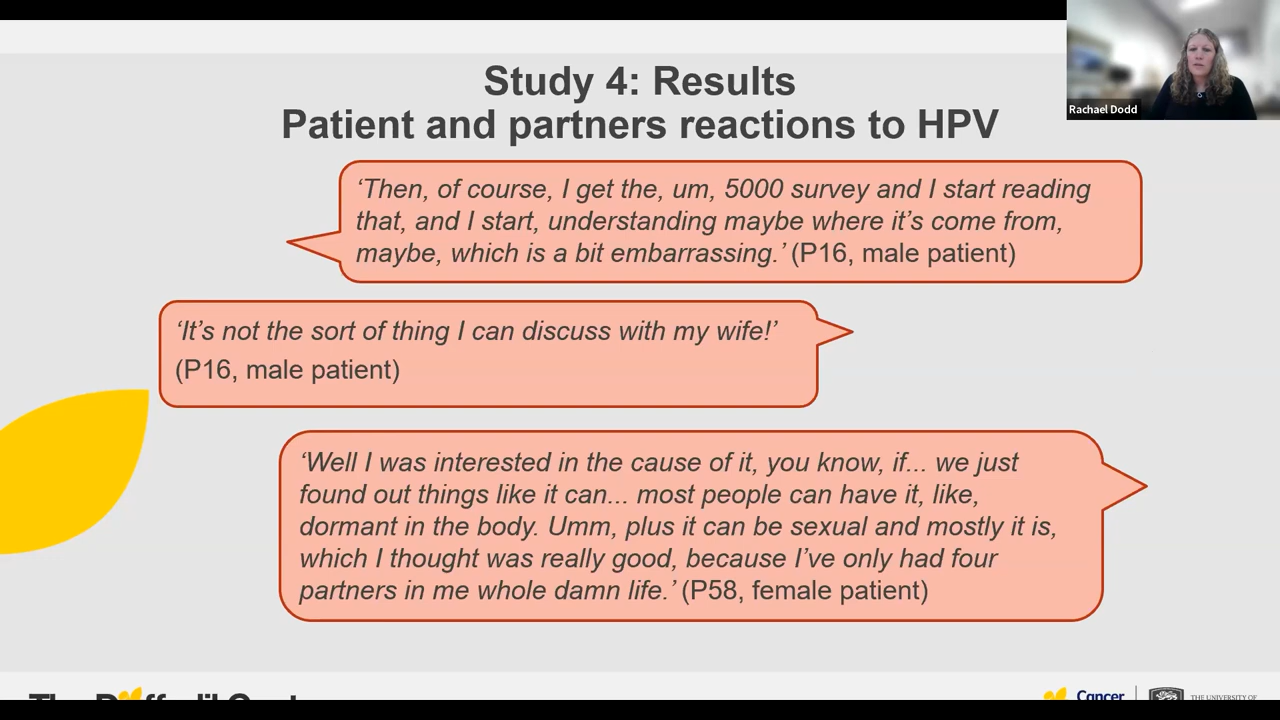 Study 4: Results
Patient and partners reactions to HPV
Rachael Dodd
‘Then, of course, I get the, um, 5000 survey and I start reading
that, and I start, understanding maybe where it’s come from,
maybe, which is a bit embarrassing.’ (P16, male patient)
‘It’s not the sort of thing I can discuss with my wife!’
(P16, male patient)
‘Well I was interested in the cause of it, you know, if... we just
found out things like it can... most people can have it, like,
dormant in the body. Umm, plus it can be sexual and mostly it is,
which I thought was really good, because I’ve only had four
partners in me whole damn life.’ (P58, female patient)
Cancer
THE UNIVERSITY OF